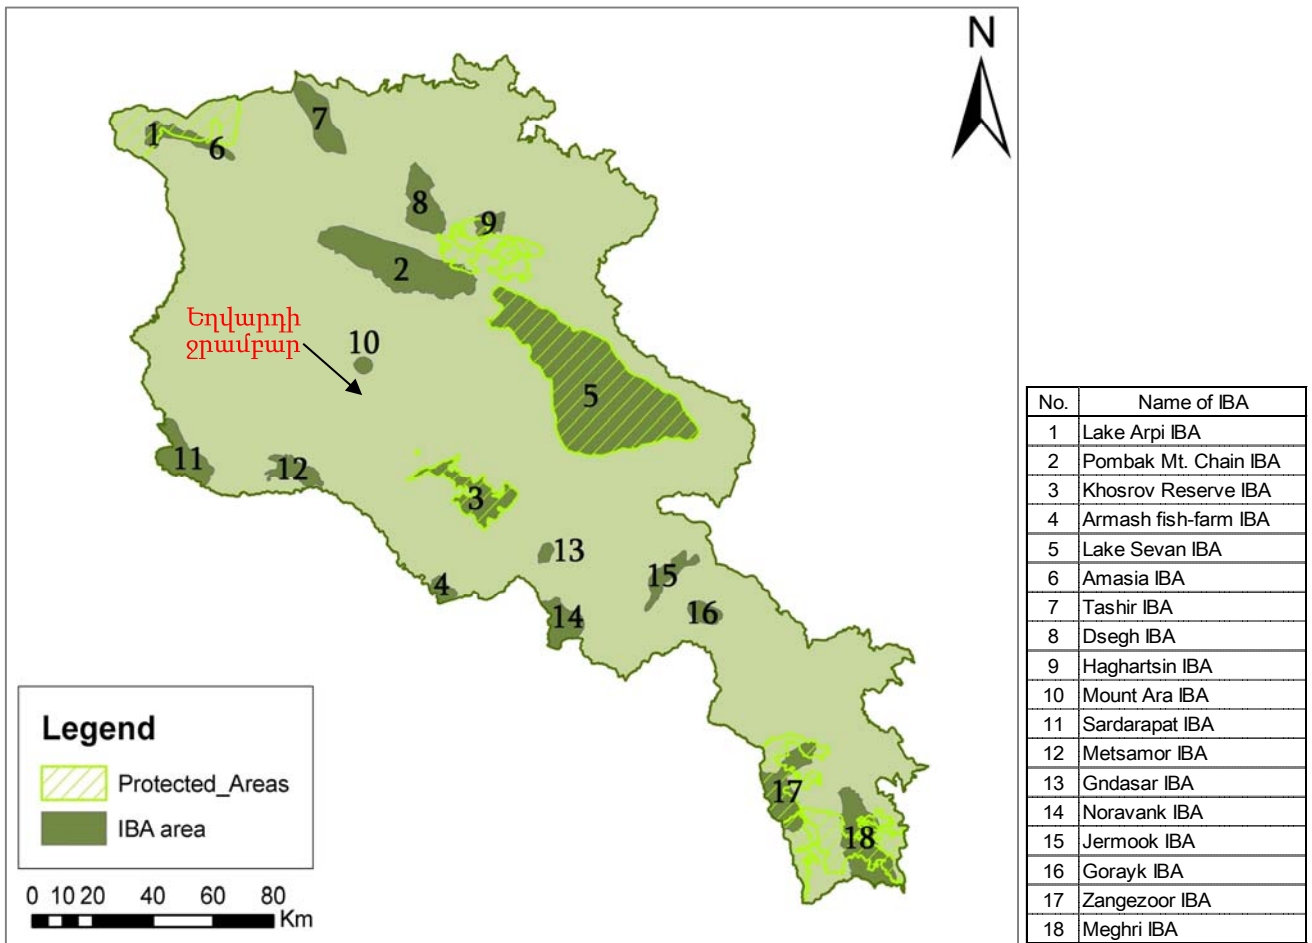 N
1
6
7
8
9
2
Եղվարդի
ջրամբար
10
5
11
12
3
13
4
15
16
14
17
18
Legend
Protected_Areas
IBA area
0 10 20 40 60 80
Km
No. Name of IBA
1 Lake Arpi IBA
2 Pombak Mt. Chain IBA
3 Khosrov Reserve IBA
4 Armash fish-farm IBA
5 Lake Sevan IBA
6 Amasia IBA
7 Tashir IBA
8 Dsegh IBA
9 Haghartsin IBA
10 Mount Ara IBA
11 Sardarapat IBA
12 Metsamor IBA
13 Gndasar IBA
14 Noravank IBA
15 Jermook IBA
16 Gorayk IBA
17 Zangezoor IBA
18 Meghri IBA